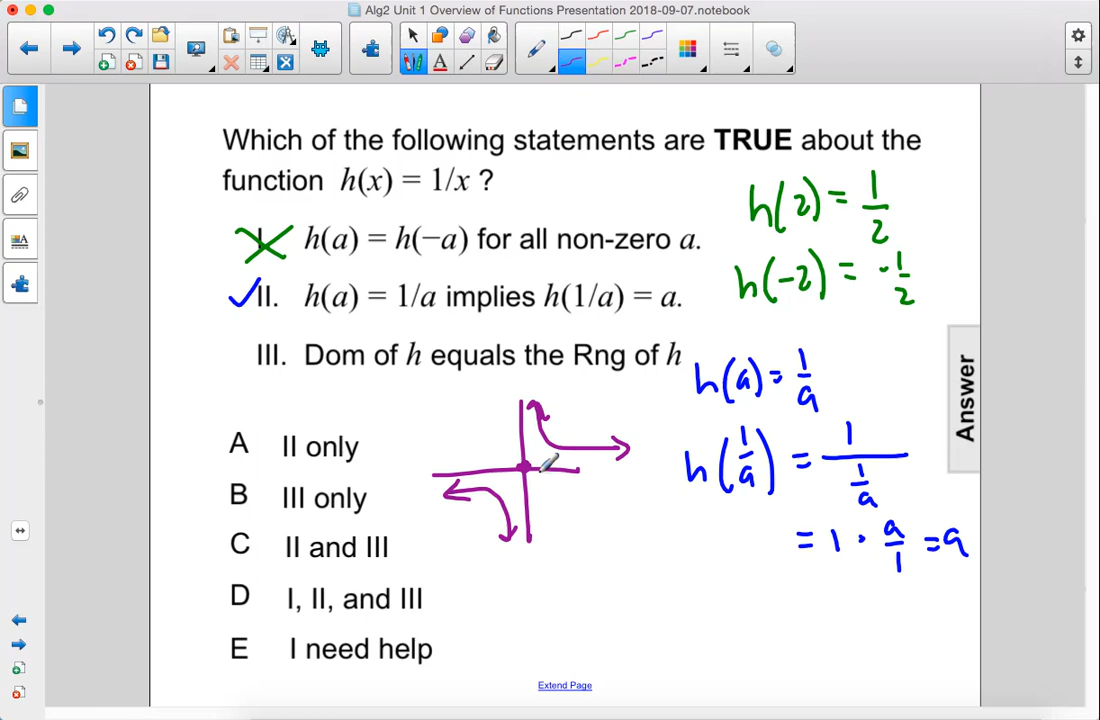 Alg2 Unit 1 Overview of Functions Presentation 2018-09-07.notebook
Which of the following statements are TRUE about the
function h(x) = 1/x ?
h(2) = 1/2
h(a) = h(−a) for all non-zero a.
h(-2) = -1/2
II. h(a) = 1/a implies h(1/a) = a.
III. Dom of h equals the Rng of h
h(a) = 1/a
Answer
A II only
h(1/a) = 1/(1/a)
B III only
C II and III
= 1 · a/1 = a
D I, II, and III
E I need help
Extend Page